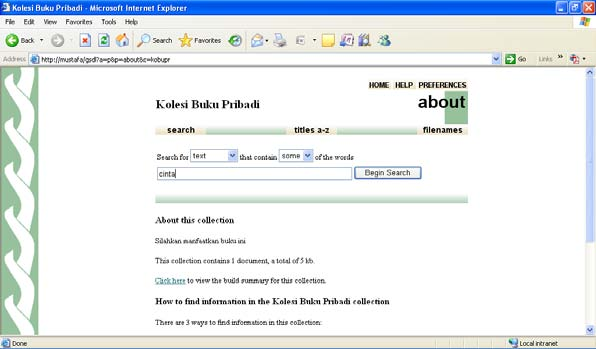 Kolesi Buku Pribadi - Microsoft Internet Explorer
File Edit View Favorites Tools Help
Back Search Favorites
Address http://mustafa/gsdl?a=p&p=about&c=kobupr Go Links »
HOME HELP PREFERENCES
Kolesi Buku Pribadi about
search titles a-z filenames
Search for text that contain some of the words
cinta Begin Search
About this collection
Silahkan manfaatkan buku ini
This collection contains 1 document, a total of 5 kb.
Click here to view the build summary for this collection.
How to find information in the Kolesi Buku Pribadi collection
There are 3 ways to find information in this collection:
Done Local intranet